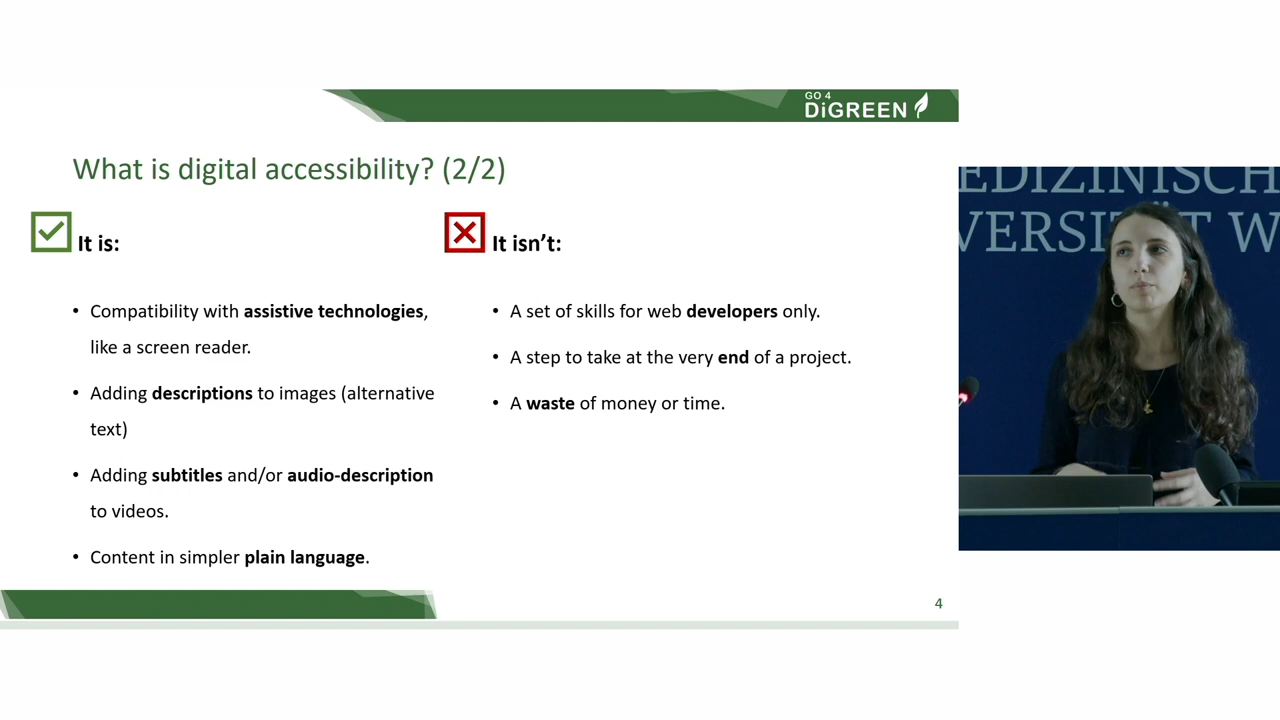 GO 4
DiGREEN
What is digital accessibility? (2/2)
It is:
• Compatibility with assistive technologies,
like a screen reader.
• Adding descriptions to images (alternative
text)
• Adding subtitles and/or audio-description
to videos.
• Content in simpler plain language.
It isn’t:
• A set of skills for web developers only.
• A step to take at the very end of a project.
• A waste of money or time.
4
EDIZINISCH
VERSITÄT W